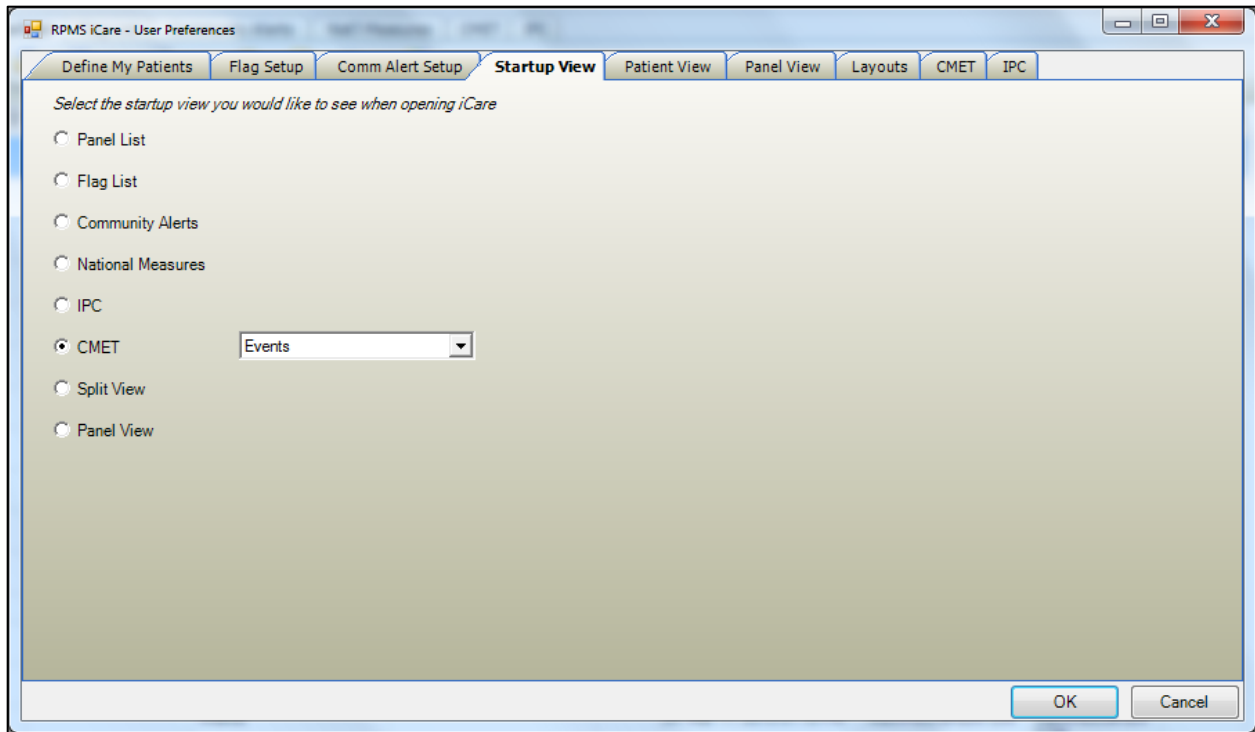 RPMS iCare - User Preferences
Define My Patients Flag Setup Comm Alert Setup Startup View Patient View Panel View Layouts CMET IPC
Select the startup view you would like to see when opening iCare
Panel List
Flag List
Community Alerts
National Measures
IPC
CMET Events
Split View
Panel View
OK Cancel